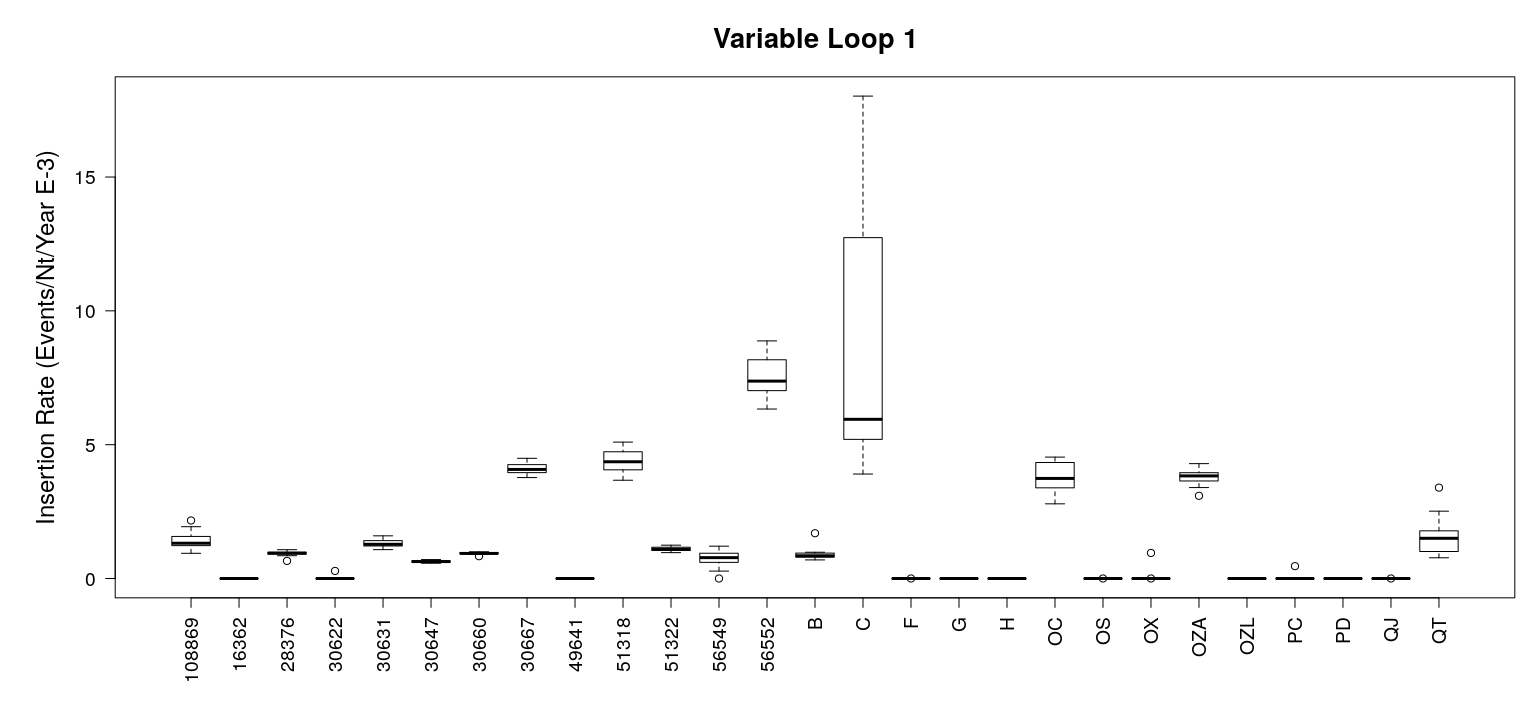 Variable Loop 1
Insertion Rate (Events/Nt/Year E-3)
15
10
5
0
108869
16362
28376
30622
30631
30647
30660
30667
49641
51318
51322
56549
56552
B
C
F
G
H
OC
OS
OX
OZA
OZL
PC
PD
QJ
QT